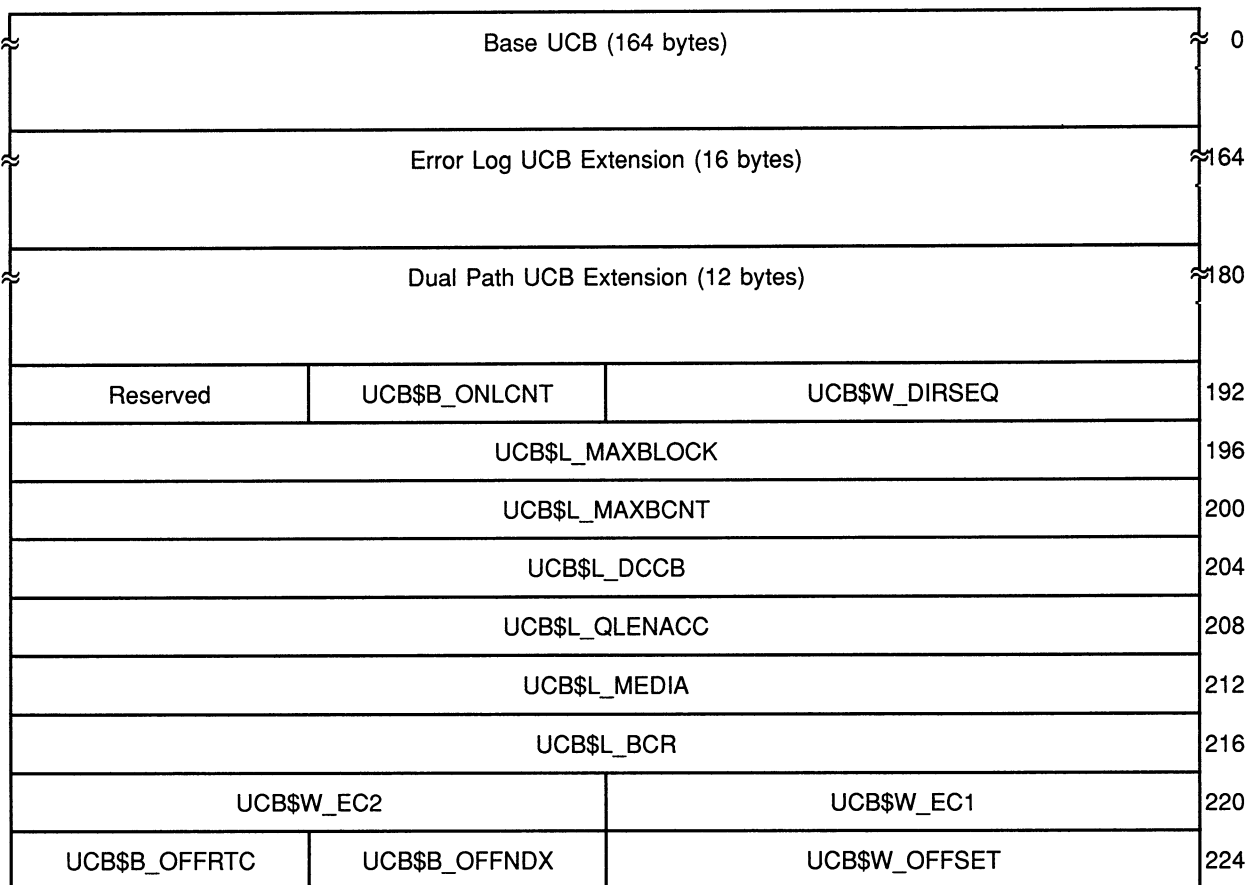 Base UCB (164 bytes) 0
Error Log UCB Extension (16 bytes) 164
Dual Path UCB Extension (12 bytes) 180
Reserved UCB$B_ONLCNT UCB$W_DIRSEQ 192
UCB$L_MAXBLOCK 196
UCB$L_MAXBCNT 200
UCB$L_DCCB 204
UCB$L_QLENACC 208
UCB$L_MEDIA 212
UCB$L_BCR 216
UCB$W_EC2 UCB$W_EC1 220
UCB$B_OFFRTC UCB$B_OFFNDX UCB$W_OFFSET 224